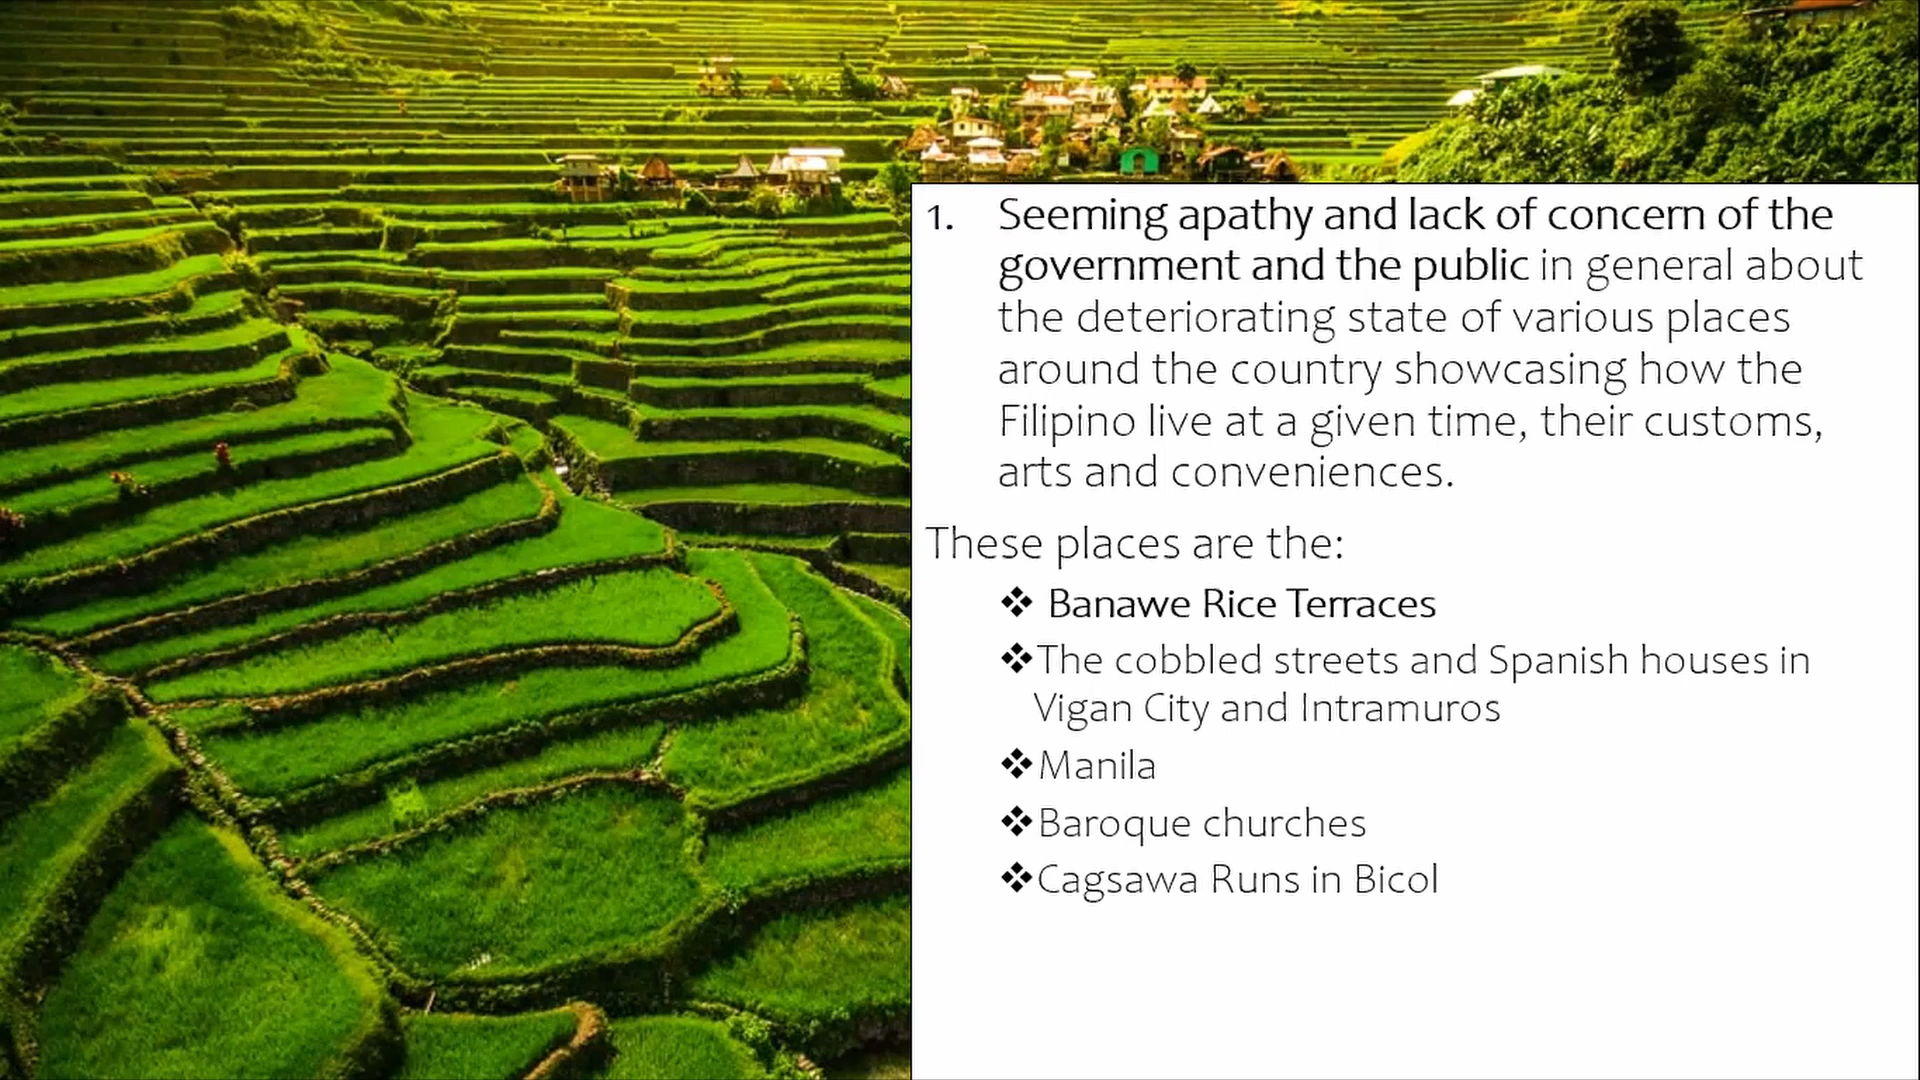 1. Seeming apathy and lack of concern of the
government and the public in general about
the deteriorating state of various places
around the country showcasing how the
Filipino live at a given time, their customs,
arts and conveniences.
These places are the:
❖ Banawe Rice Terraces
❖The cobbled streets and Spanish houses in
Vigan City and Intramuros
❖Manila
❖Baroque churches
❖Cagsawa Runs in Bicol